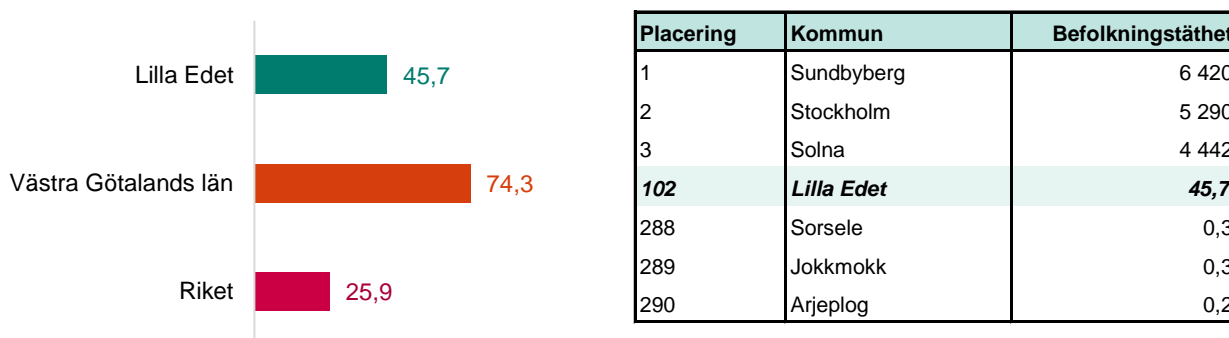 Lilla Edet 45,7
Västra Götalands län 74,3
Riket 25,9
Placering Kommun Befolkningstäthet
1 Sundbyberg 6 420
2 Stockholm 5 290
3 Solna 4 442
102 Lilla Edet 45,7
288 Sorsele 0,3
289 Jokkmokk 0,3
290 Arjeplog 0,2